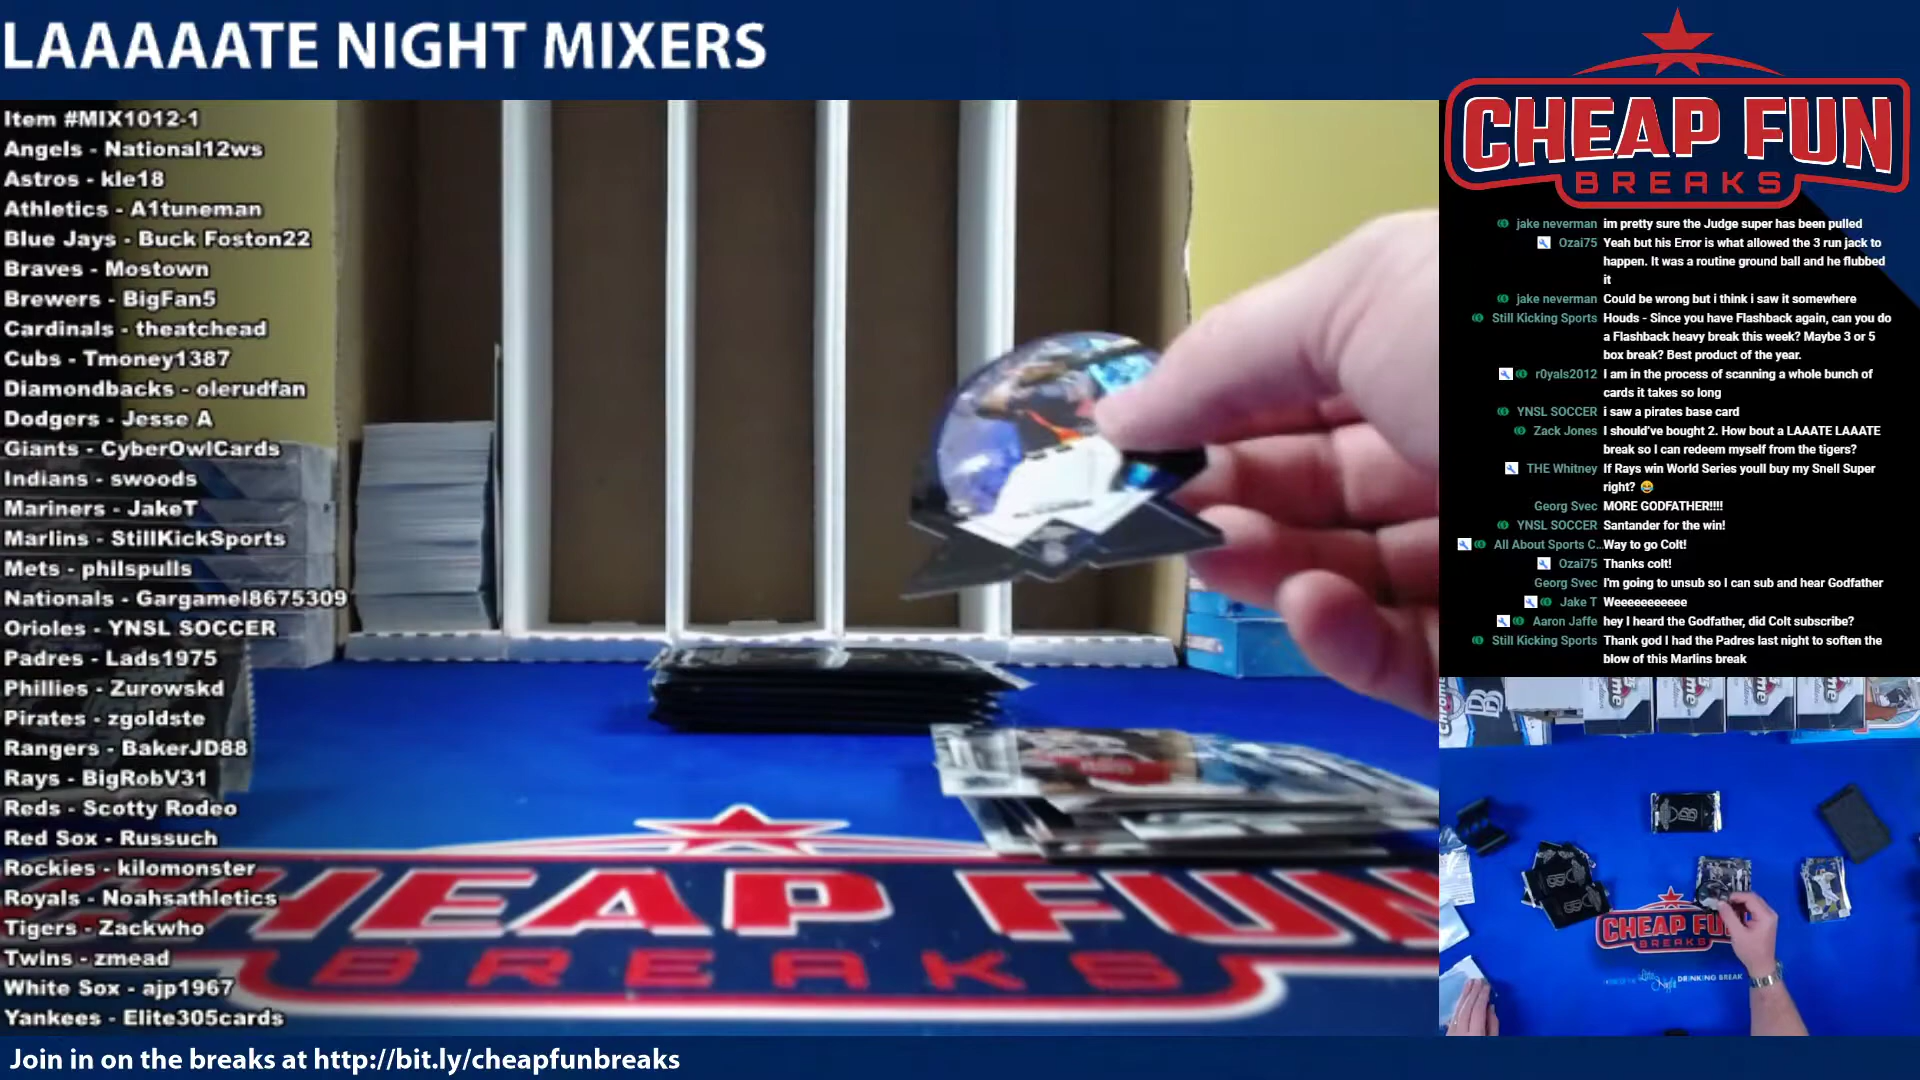 LAAAAATE NIGHT MIXERS
Item #MIX1012-1
Angels - National12ws
Astros - kle18
Athletics - A1tuneman
Blue Jays - Buck Foston22
Braves - Mostown
Brewers - BigFan5
Cardinals - theatchead
Cubs - Tmoney1387
Diamondbacks - olerudfan
Dodgers - Jesse A
Giants - CyberOwlCards
Indians - swoods
Mariners - JakeT
Marlins - StillKickSports
Mets - philspulls
Nationals - Gargamel8675309
Orioles - YNSL SOCCER
Padres - Lads1975
Phillies - Zurowskd
Pirates - zgoldste
Rangers - BakerJD88
Rays - BigRobV31
Reds - Scotty Rodeo
Red Sox - Russuch
Rockies - kilomonster
Royals - Noahsathletics
Tigers - Zackwho
Twins - zmead
White Sox - ajp1967
Yankees - Elite305cards
HEAP FUN
BREAKS
Join in on the breaks at http://bit.ly/cheapfunbreaks
CHEAP FUN
BREAKS
jake neverman im pretty sure the Judge super has been pulled
Ozai75 Yeah but his Error is what allowed the 3 run jack to
happen. It was a routine ground ball and he flubbed
it
jake neverman Could be wrong but i think i saw it somewhere
Still Kicking Sports Houds - Since you have Flashback again, can you do
a Flashback heavy break this week? Maybe 3 or 5
box break? Best product of the year.
r0yals2012 I am in the process of scanning a whole bunch of
cards it takes so long
YNSL SOCCER i saw a pirates base card
Zack Jones I should've bought 2. How bout a LAATE LAAATE
break so I can redeem myself from the tigers?
THE Whitney If Rays win World Series youll buy my Snell Super
right? 😂
Georg Svec MORE GODFATHER!!!!
YNSL SOCCER Santander for the win!
All About Sports C... Way to go Colt!
Ozai75 Thanks colt!
Georg Svec I'm going to unsub so I can sub and hear Godfather
Jake T Weeeeeeeeeee
Aaron Jaffe hey I heard the Godfather, did Colt subscribe?
Still Kicking Sports Thank god I had the Padres last night to soften the
blow of this Marlins break
CHEAP FU
BREAKS
DRINKING BREAK